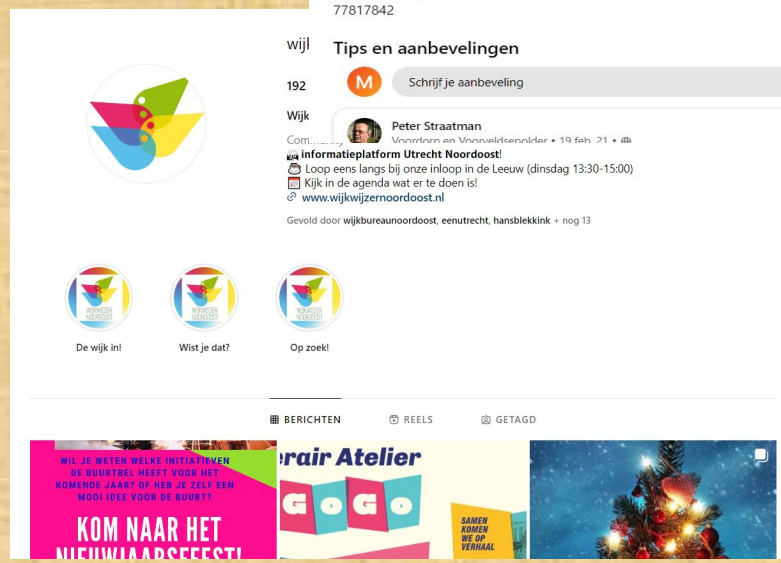 77817842
wijk
Tips en aanbevelingen
192
M
Schrijf je aanbeveling
Wijk
Peter Straatman
Com
Voordorp en Voorveldsepolder • 19 feb. 21 •
informatieplatform Utrecht Noordoost!
Loop eens langs bij onze inloop in de Leeuw (dinsdag 13:30-15:00)
Kijk in de agenda wat er te doen is!
www.wijkwijzernoordoost.nl
Gevold door wijkbureaunoordoost, eenutrecht, hansblekkink + nog 13
WIJKWIJZER
NOORDOOST
WIJKWIJZER
NOORDOOST
WIJKWIJZER
NOORDOOST
De wijk in!
Wist je dat?
Op zoek!
BERICHTEN
REELS
GETAGD
WIL JE WETEN WELKE INITIATIEVEN
DE BUURTBEL HEEFT VOOR HET
KOMENDE JAAR? OF HEB JE ZELF EEN
MOOI IDEE VOOR DE BUURT?
KOM NAAR HET
NIEUWJAARSFEEST!
rair Atelier
GOGO
SAMEN
KOMEN
WE OP
VERHAAL